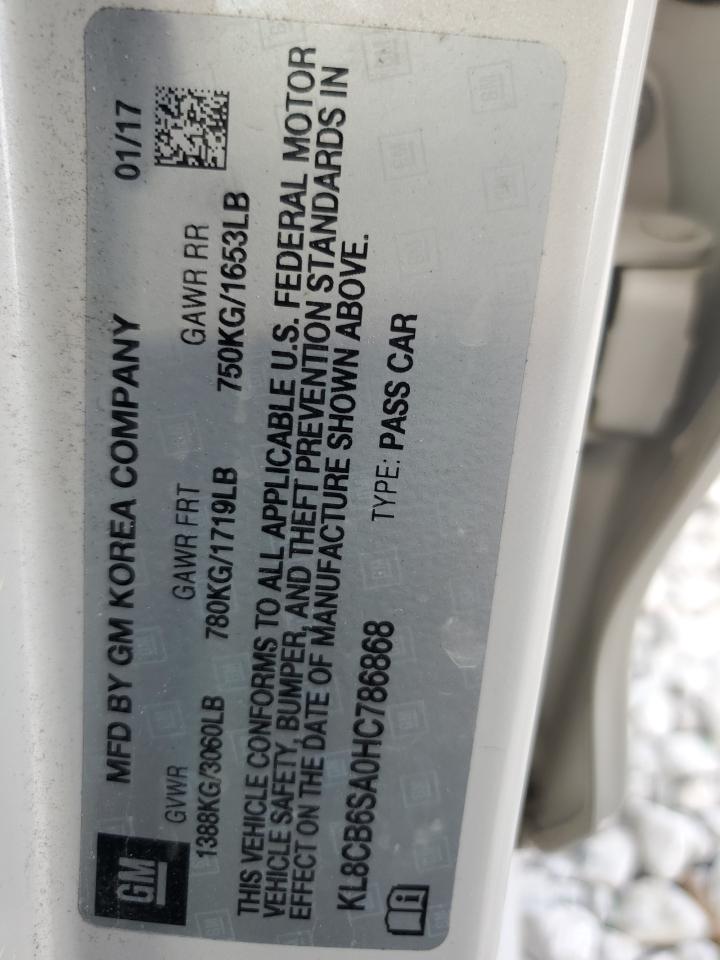 GM
MFD BY GM KOREA COMPANY 01/17
GVWR GAWR FRT GAWR RR
1388KG/3060LB 780KG/1719LB 750KG/1653LB
THIS VEHICLE CONFORMS TO ALL APPLICABLE U.S. FEDERAL MOTOR
VEHICLE SAFETY, BUMPER, AND THEFT PREVENTION STANDARDS IN
EFFECT ON THE DATE OF MANUFACTURE SHOWN ABOVE.
KL8CB6SA0HC786868 TYPE: PASS CAR